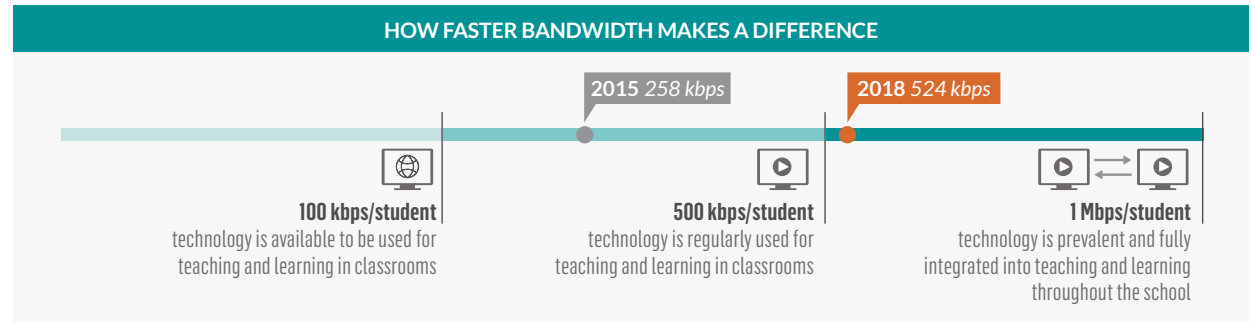 HOW FASTER BANDWIDTH MAKES A DIFFERENCE
2015 258 kbps
2018 524 kbps
100 kbps/student
technology is available to be used for
teaching and learning in classrooms
500 kbps/student
technology is regularly used for
teaching and learning in classrooms
1 Mbps/student
technology is prevalent and fully
integrated into teaching and learning
throughout the school